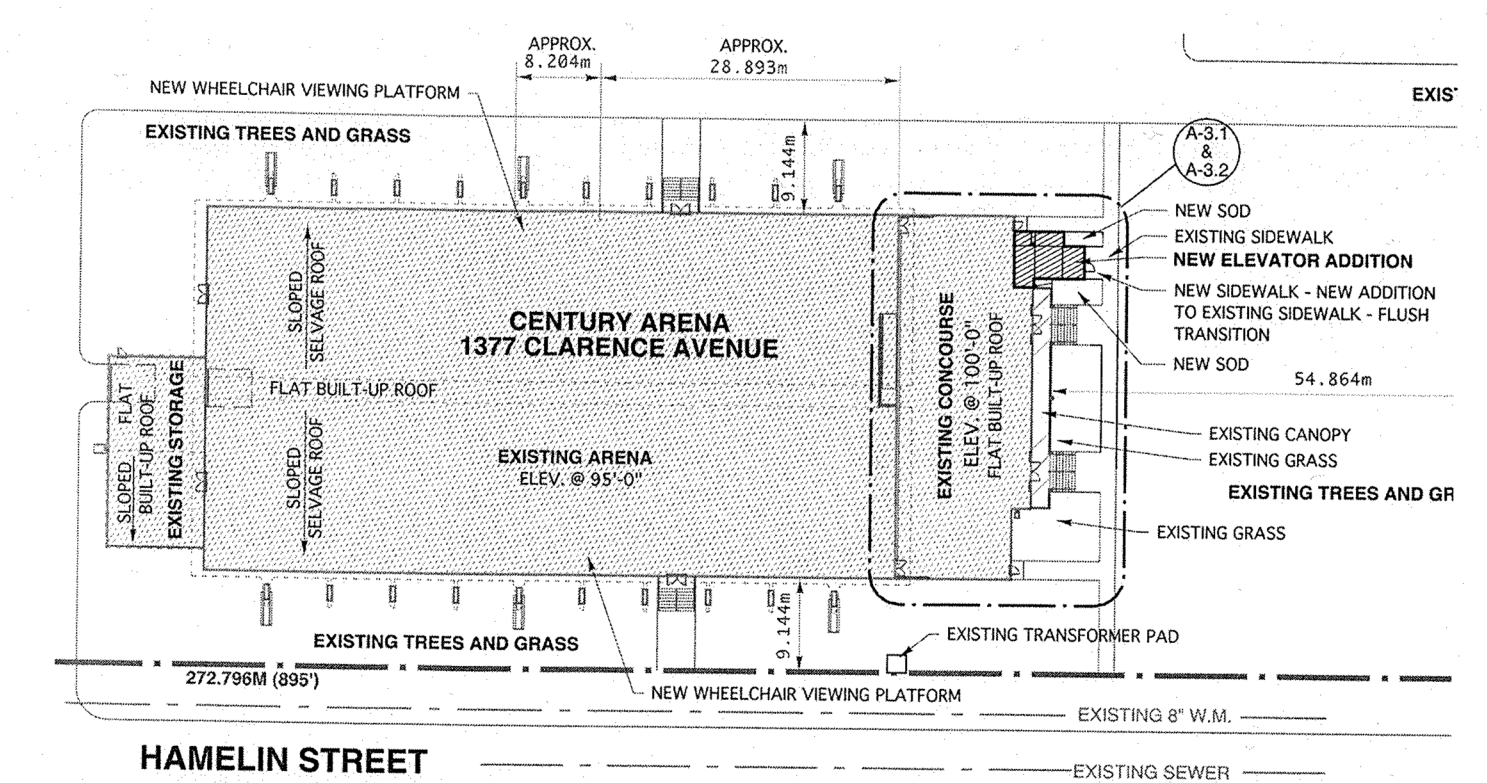 APPROX.
8.204m
APPROX.
28.893m
NEW WHEELCHAIR VIEWING PLATFORM
EXIS
EXISTING TREES AND GRASS
A-3.1
&
A-3.2
9.144m
NEW SOD
EXISTING SIDEWALK
NEW ELEVATOR ADDITION
NEW SIDEWALK - NEW ADDITION
TO EXISTING SIDEWALK - FLUSH
TRANSITION
NEW SOD
54.864m
SLOPED
SELVAGE ROOF
CENTURY ARENA
1377 CLARENCE AVENUE
FLAT BUILT-UP ROOF
EXISTING CONCOURSE
ELEV. @ 100'-0"
FLAT BUILT-UP ROOF
FLAT
SLOPED
BUILT-UP ROOF
EXISTING STORAGE
SLOPED
SELVAGE ROOF
EXISTING ARENA
ELEV. @ 95'-0"
EXISTING CANOPY
EXISTING GRASS
EXISTING TREES AND GR
EXISTING GRASS
9.144m
EXISTING TREES AND GRASS
EXISTING TRANSFORMER PAD
272.796M (895')
NEW WHEELCHAIR VIEWING PLATFORM
EXISTING 8" W.M.
HAMELIN STREET
EXISTING SEWER